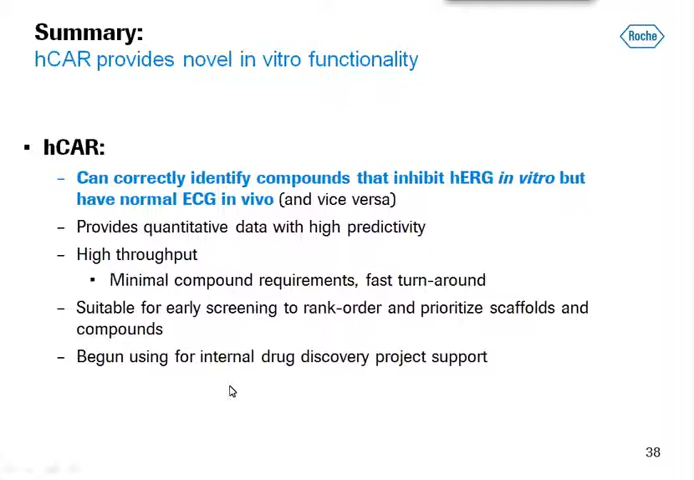 Summary:
hCAR provides novel in vitro functionality
Roche
▪ hCAR:
– Can correctly identify compounds that inhibit hERG in vitro but
have normal ECG in vivo (and vice versa)
– Provides quantitative data with high predictivity
– High throughput
▪ Minimal compound requirements, fast turn-around
– Suitable for early screening to rank-order and prioritize scaffolds and
compounds
– Begun using for internal drug discovery project support
38